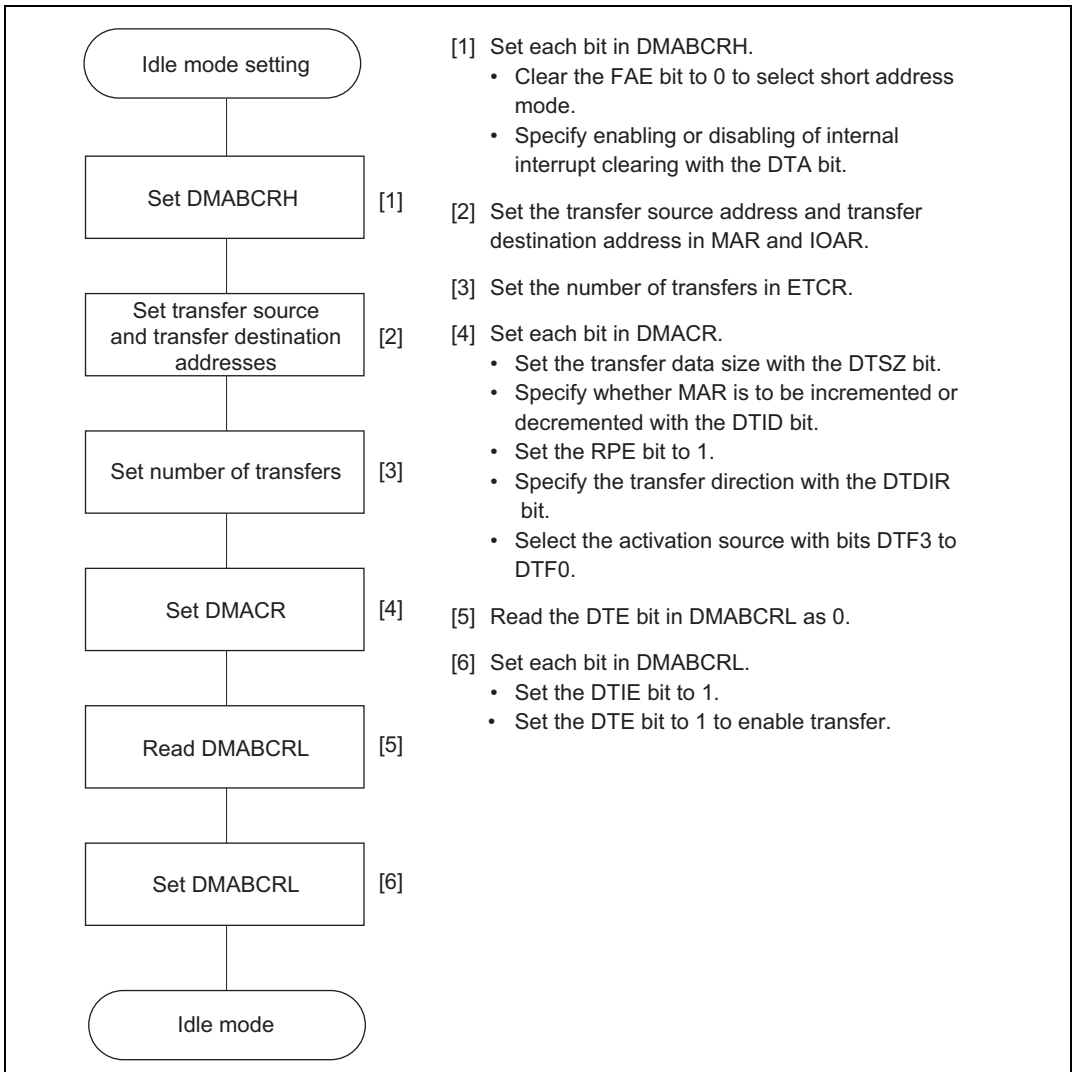 Idle mode setting
Set DMABCRH
[1]
Set transfer source
and transfer destination
addresses
[2]
Set number of transfers
[3]
Set DMACR
[4]
Read DMABCRL
[5]
Set DMABCRL
[6]
Idle mode
[1] Set each bit in DMABCRH.
• Clear the FAE bit to 0 to select short address
mode.
• Specify enabling or disabling of internal
interrupt clearing with the DTA bit.
[2] Set the transfer source address and transfer
destination address in MAR and IOAR.
[3] Set the number of transfers in ETCR.
[4] Set each bit in DMACR.
• Set the transfer data size with the DTSZ bit.
• Specify whether MAR is to be incremented or
decremented with the DTID bit.
• Set the RPE bit to 1.
• Specify the transfer direction with the DTDIR
bit.
• Select the activation source with bits DTF3 to
DTF0.
[5] Read the DTE bit in DMABCRL as 0.
[6] Set each bit in DMABCRL.
• Set the DTIE bit to 1.
• Set the DTE bit to 1 to enable transfer.